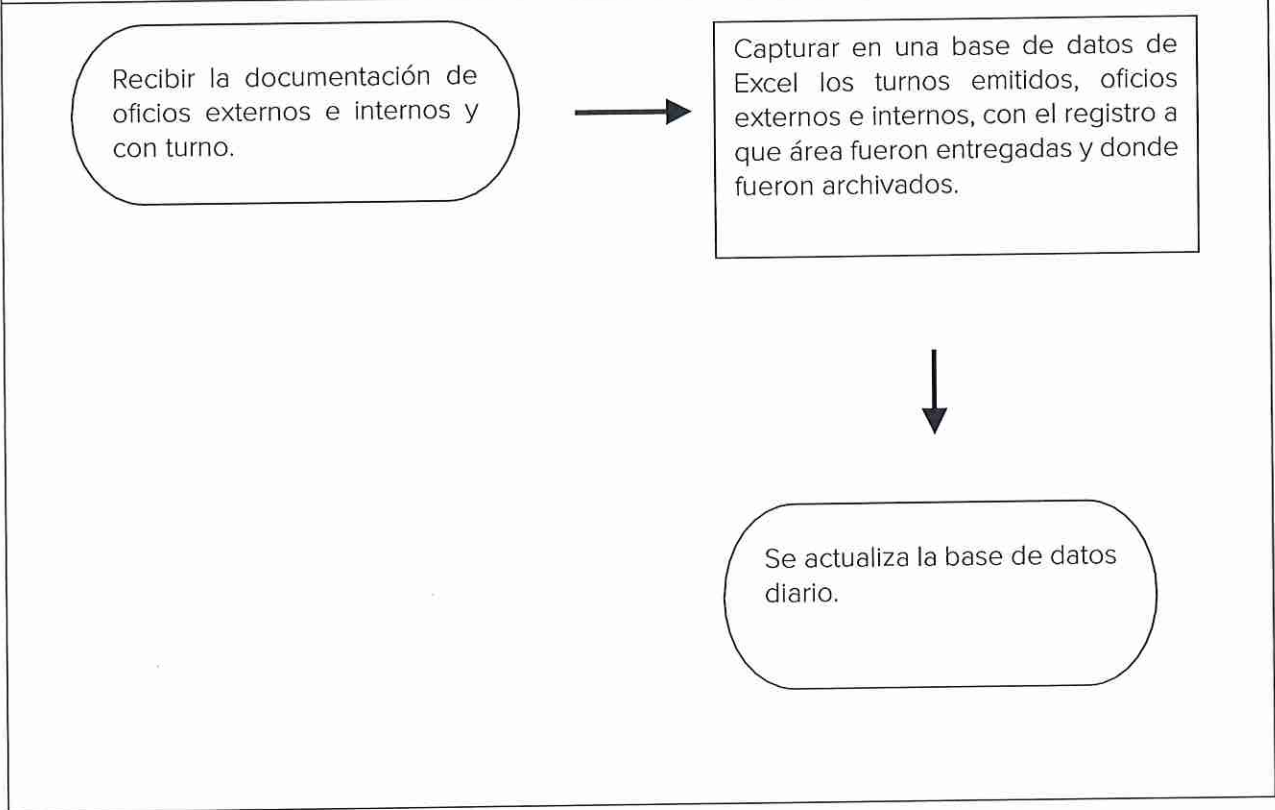 Recibir la documentación de
oficios externos e internos y
con turno.
Capturar en una base de datos de
Excel los turnos emitidos, oficios
externos e internos, con el registro a
que área fueron entregadas y donde
fueron archivados.
Se actualiza la base de datos
diario.